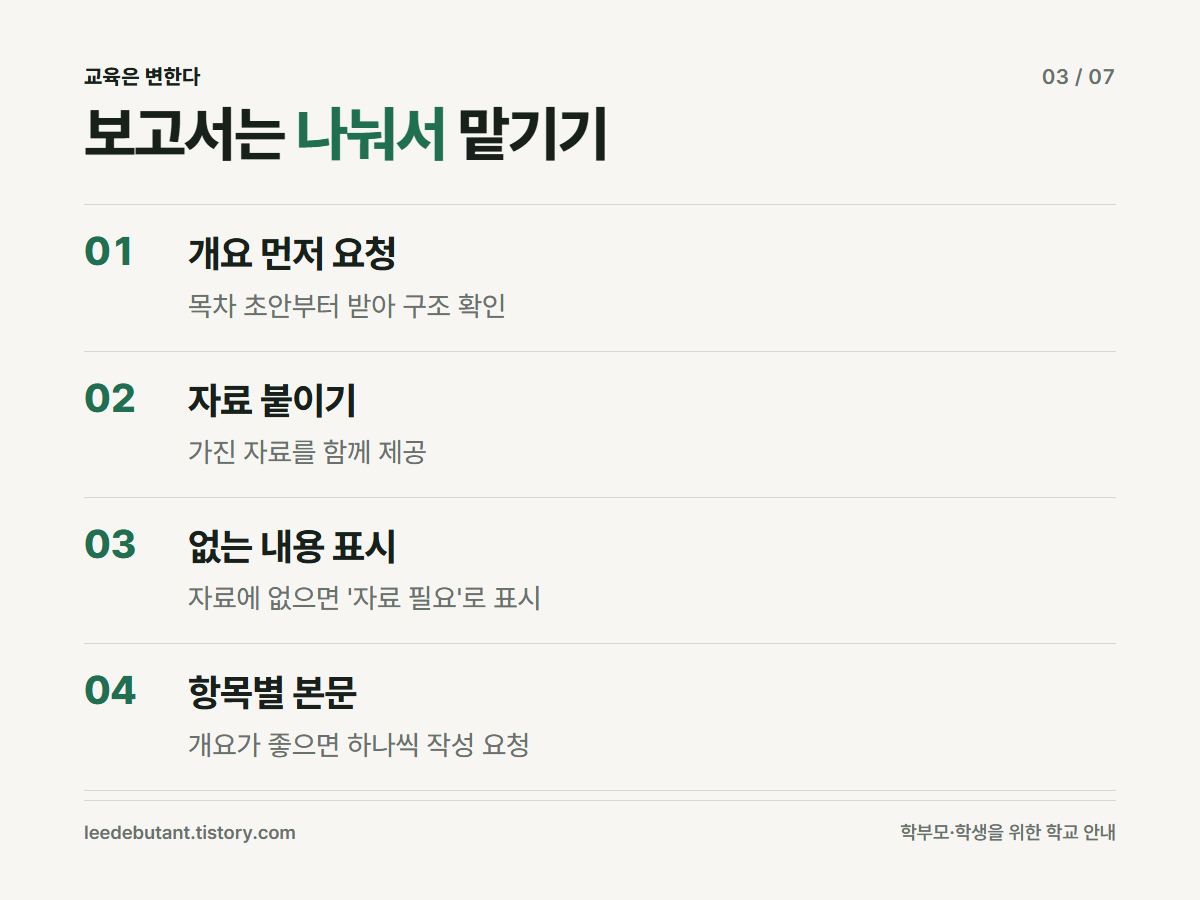 교육은 변한다
03 / 07
보고서는 나눠서 맡기기
01
개요 먼저 요청
목차 초안부터 받아 구조 확인
02
자료 붙이기
가진 자료를 함께 제공
03
없는 내용 표시
자료에 없으면 '자료 필요'로 표시
04
항목별 본문
개요가 좋으면 하나씩 작성 요청
leedebutant.tistory.com
학부모·학생을 위한 학교 안내